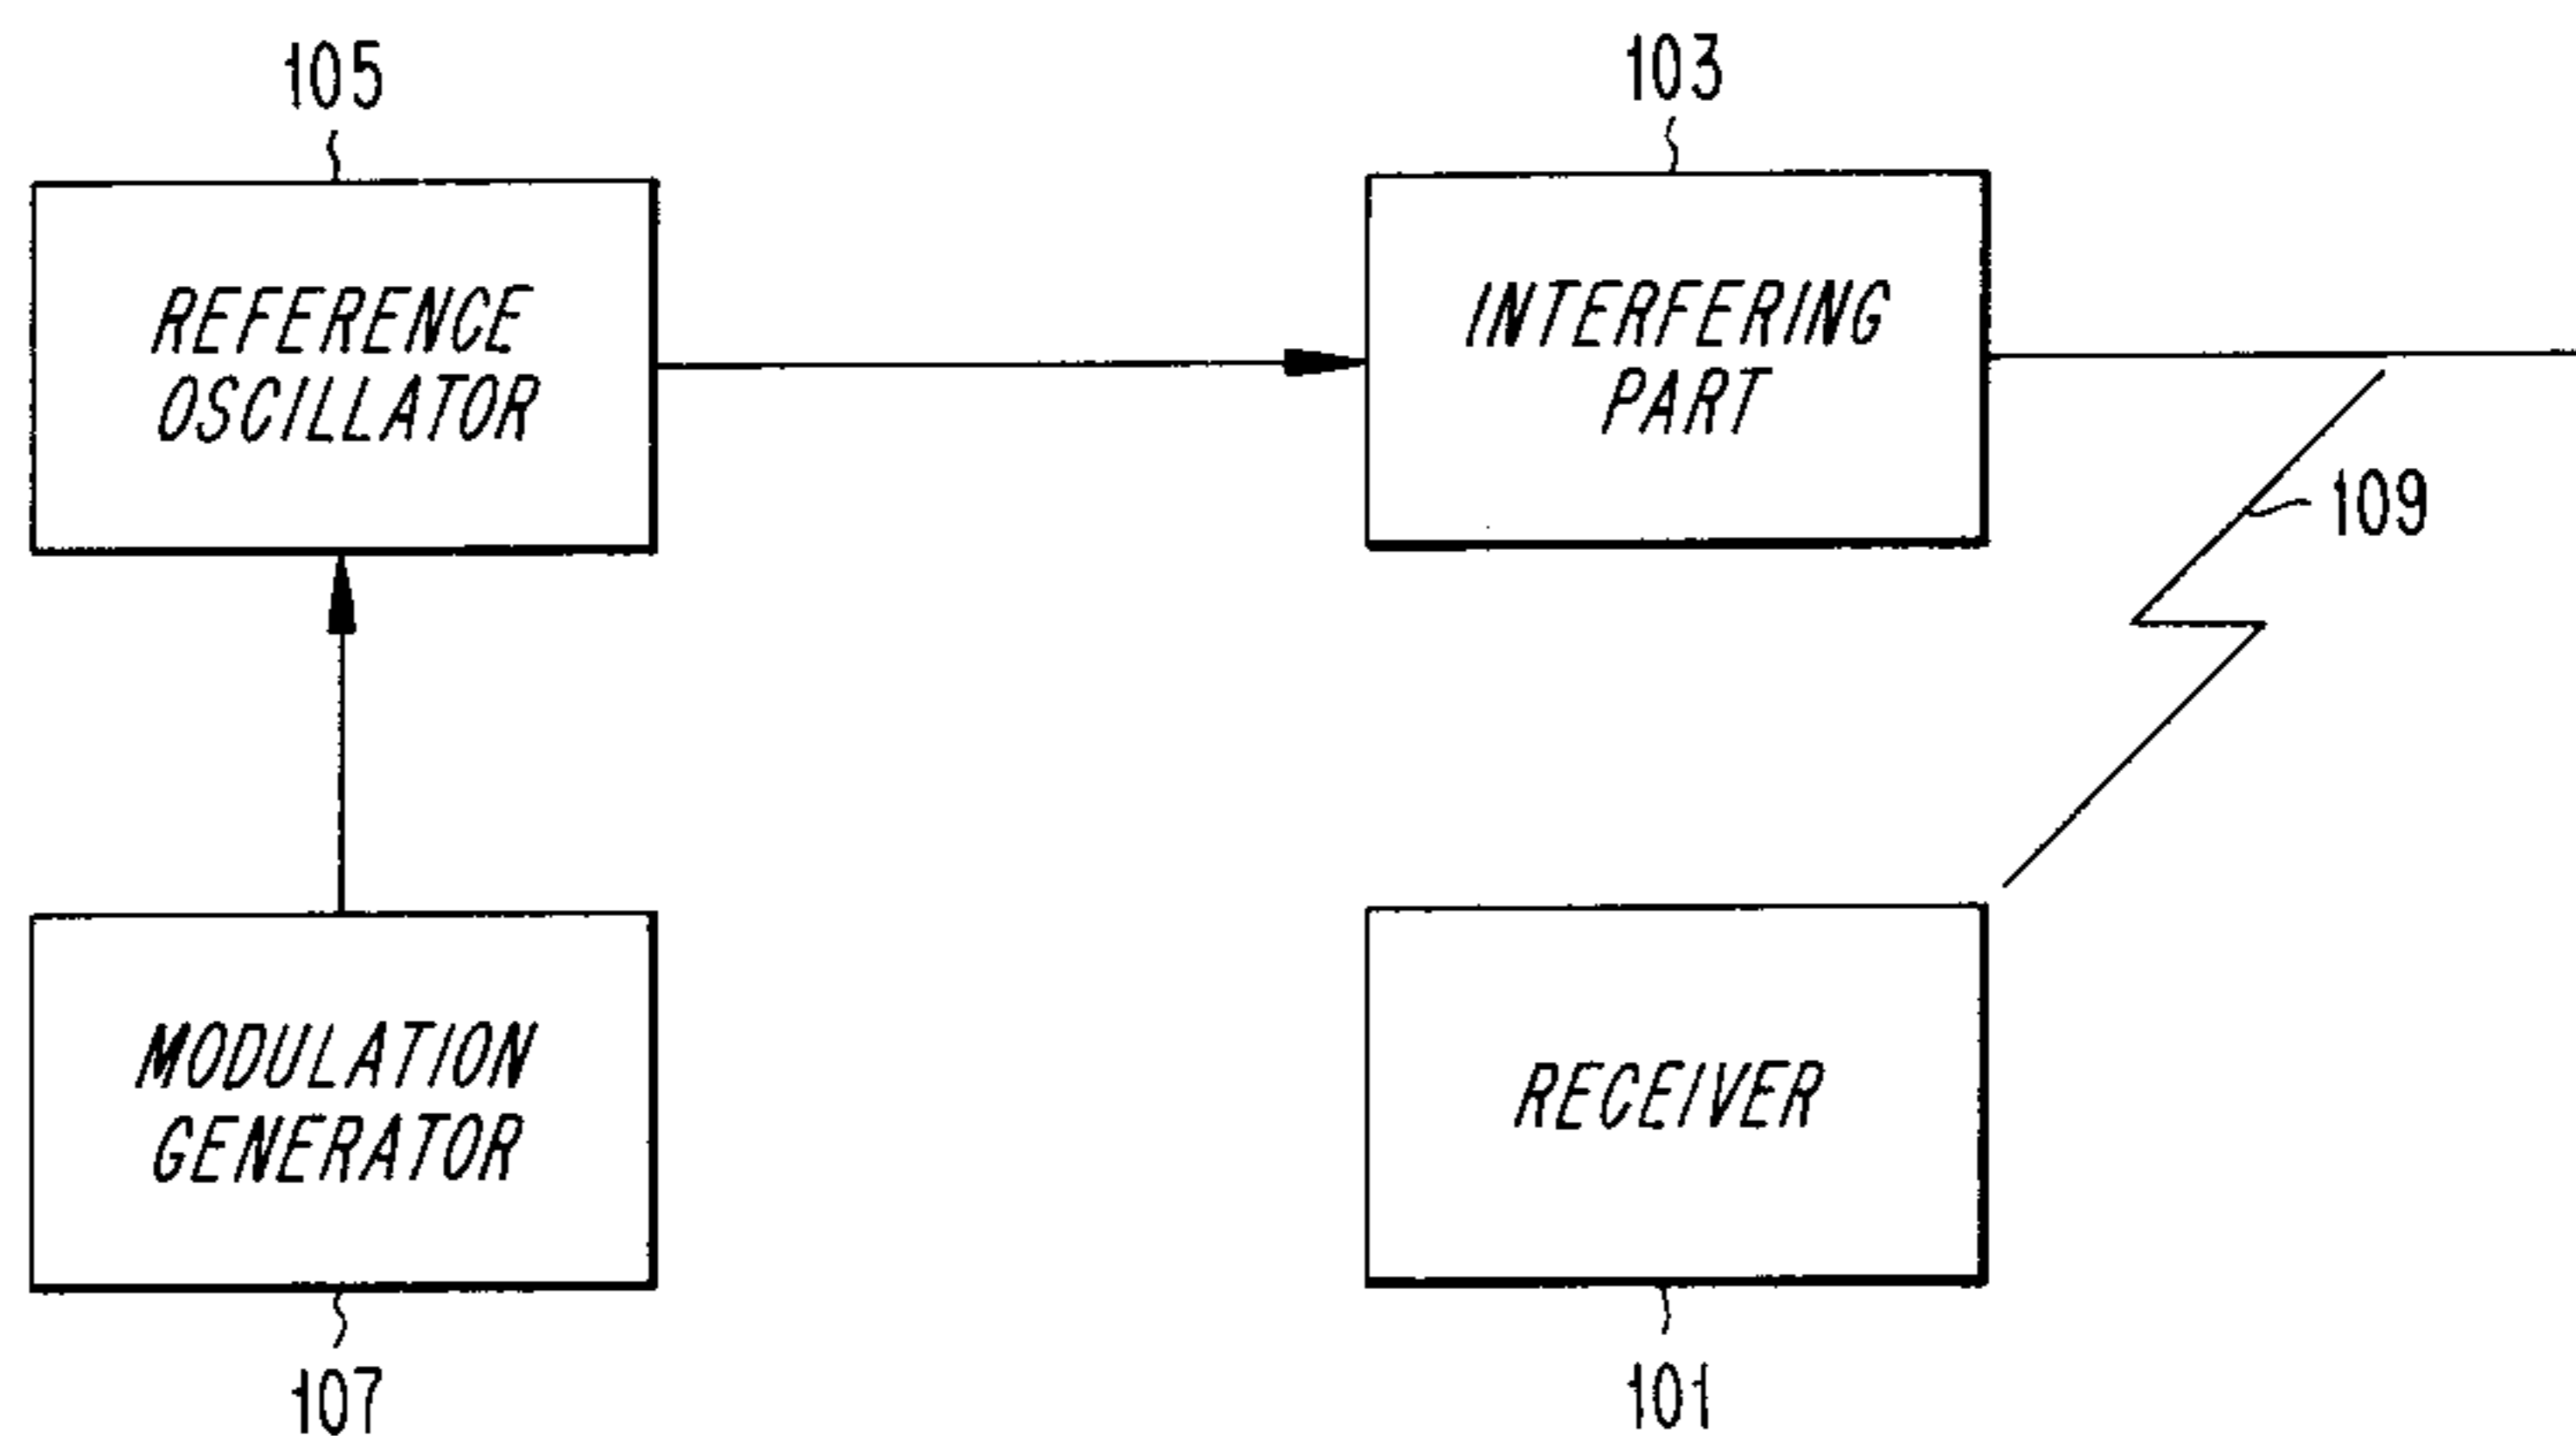 105
103
REFERENCE
OSCILLATOR
INTERFERING
PART
109
MODULATION
GENERATOR
RECEIVER
107
101